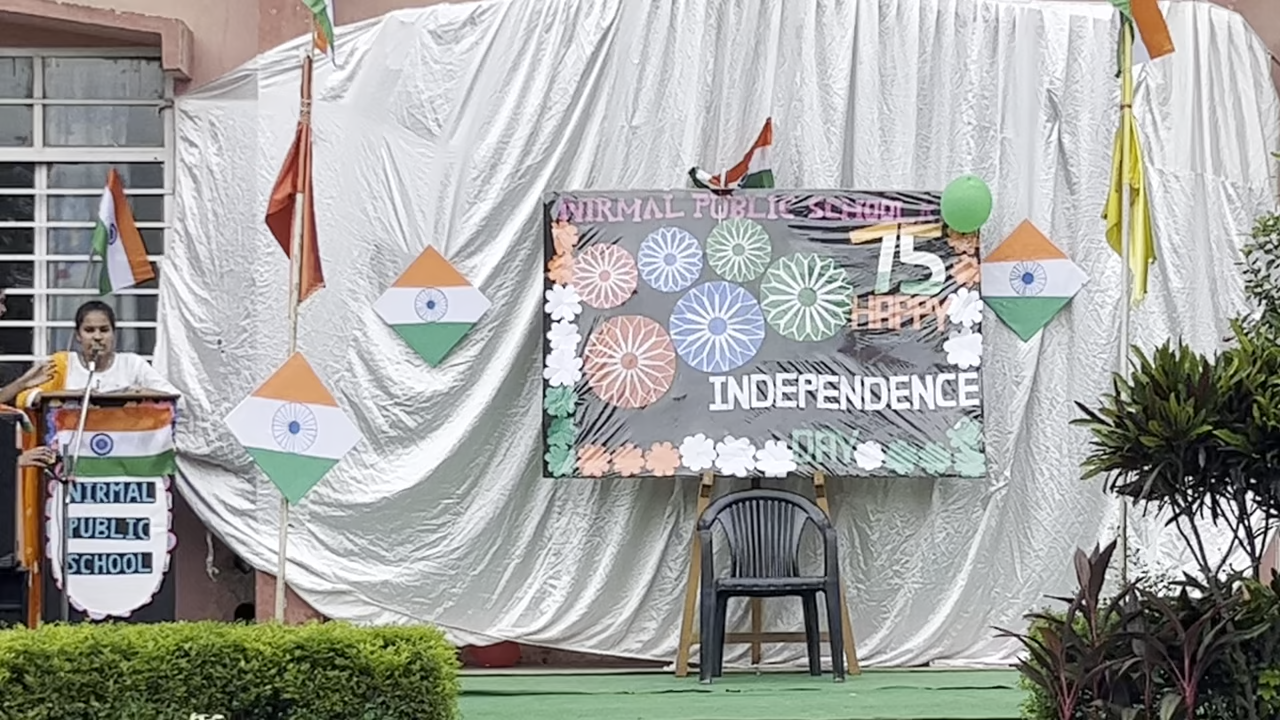 NIRMAL PUBLIC SCHOOL
75
HAPPY
INDEPENDENCE
DAY
NIRMAL
PUBLIC
SCHOOL